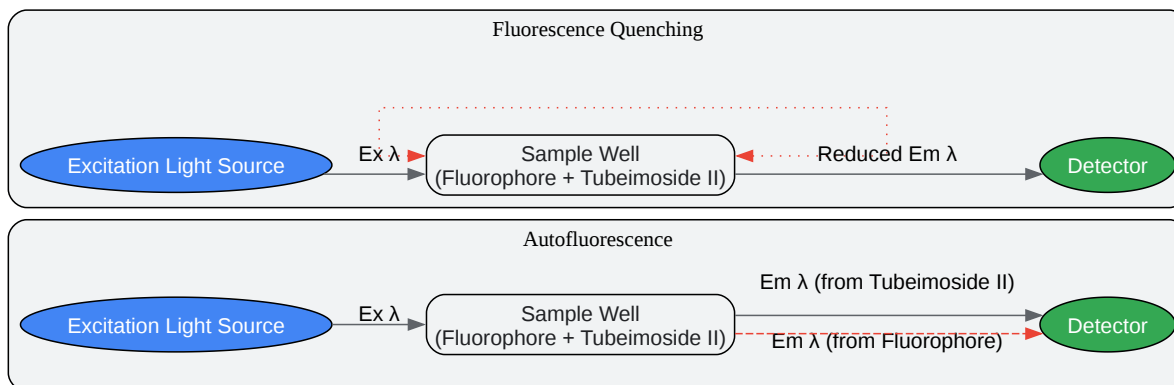 Fluorescence Quenching
Excitation Light Source
Ex λ
Sample Well
(Fluorophore + Tubeimoside II)
Reduced Em λ
Detector
Autofluorescence
Excitation Light Source
Ex λ
Sample Well
(Fluorophore + Tubeimoside II)
Em λ (from Tubeimoside II)
Em λ (from Fluorophore)
Detector